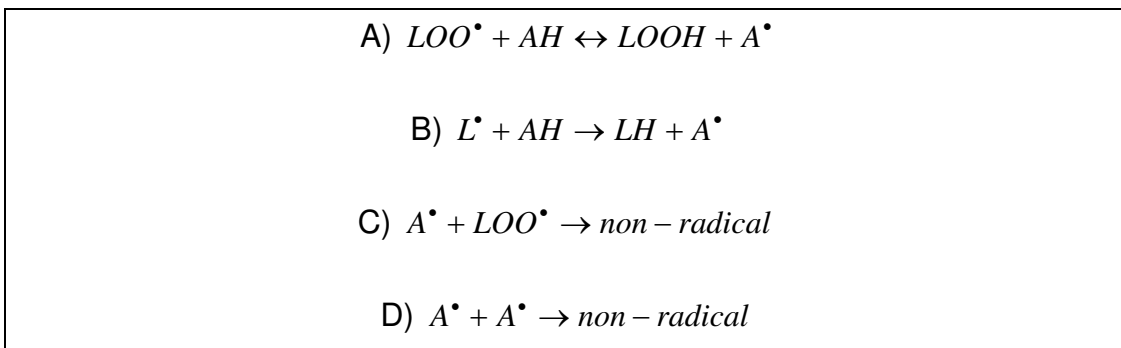 A) LOO• + AH ↔ LOOH + A•
B) L• + AH → LH + A•
C) A• + LOO• → non − radical
D) A• + A• → non − radical